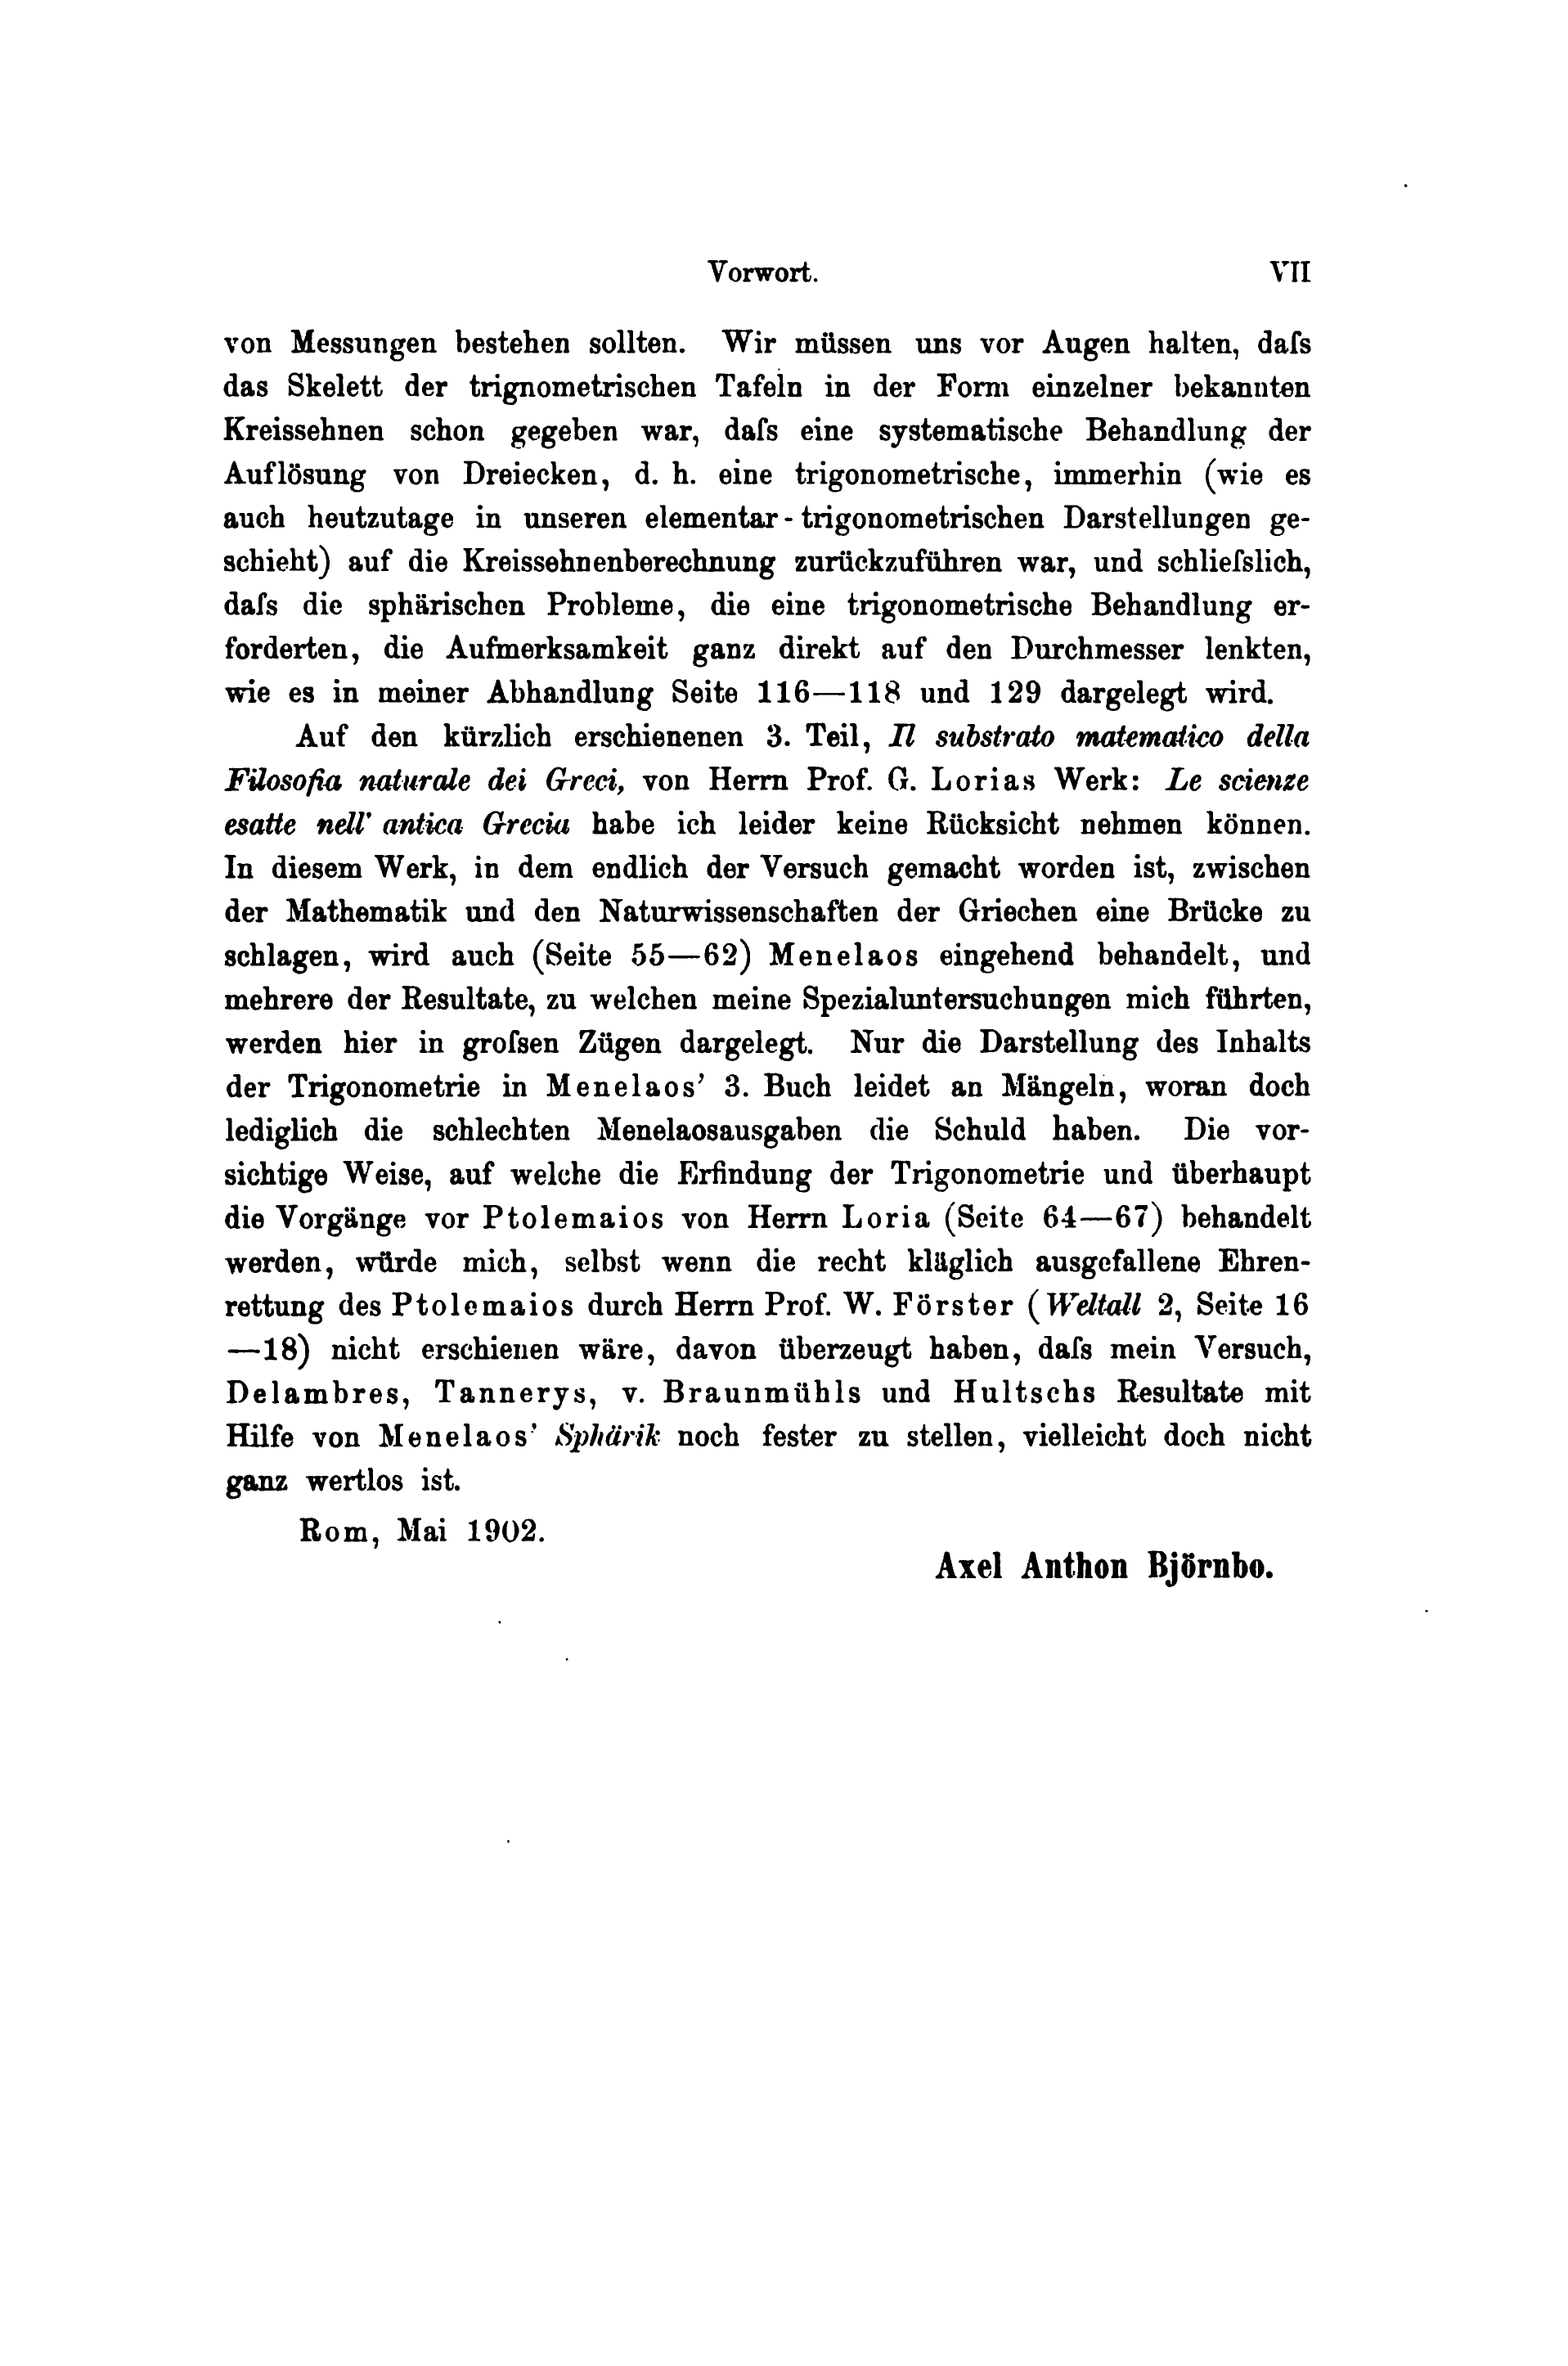 Vorwort. VII
von Messungen bestehen sollten. Wir müssen uns vor Augen halten, daſs
das Skelett der trignometrischen Tafeln in der Form einzelner bekannten
Kreissehnen schon gegeben war, daſs eine systematische Behandlung der
Auflösung von Dreiecken, d. h. eine trigonometrische, immerhin (wie es
auch heutzutage in unseren elementar-trigonometrischen Darstellungen ge-
schieht) auf die Kreissehnenberechnung zurückzuführen war, und schlieſslich,
daſs die sphärischen Probleme, die eine trigonometrische Behandlung er-
forderten, die Aufmerksamkeit ganz direkt auf den Durchmesser lenkten,
wie es in meiner Abhandlung Seite 116—118 und 129 dargelegt wird.
Auf den kürzlich erschienenen 3. Teil, Il substrato matematico della
Filosofia naturale dei Greci, von Herrn Prof. G. Lorias Werk: Le scienze
esatte nell' antica Grecia habe ich leider keine Rücksicht nehmen können.
In diesem Werk, in dem endlich der Versuch gemacht worden ist, zwischen
der Mathematik und den Naturwissenschaften der Griechen eine Brücke zu
schlagen, wird auch (Seite 55—62) Menelaos eingehend behandelt, und
mehrere der Resultate, zu welchen meine Spezialuntersuchungen mich führten,
werden hier in groſsen Zügen dargelegt. Nur die Darstellung des Inhalts
der Trigonometrie in Menelaos’ 3. Buch leidet an Mängeln, woran doch
lediglich die schlechten Menelaosausgaben die Schuld haben. Die vor-
sichtige Weise, auf welche die Erfindung der Trigonometrie und überhaupt
die Vorgänge vor Ptolemaios von Herrn Loria (Seite 64—67) behandelt
werden, würde mich, selbst wenn die recht kläglich ausgefallene Ehren-
rettung des Ptolemaios durch Herrn Prof. W. Förster (Weltall 2, Seite 16
—18) nicht erschienen wäre, davon überzeugt haben, daſs mein Versuch,
Delambres, Tannerys, v. Braunmühls und Hultschs Resultate mit
Hilfe von Menelaos’ Sphärik noch fester zu stellen, vielleicht doch nicht
ganz wertlos ist.
Rom, Mai 1902.
Axel Anthon Björnbo.